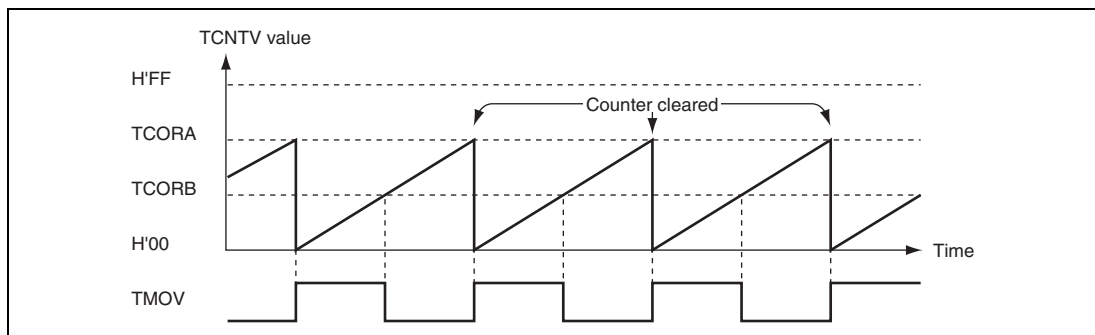 TCNTV value
H'FF
Counter cleared
TCORA
TCORB
H'00
Time
TMOV